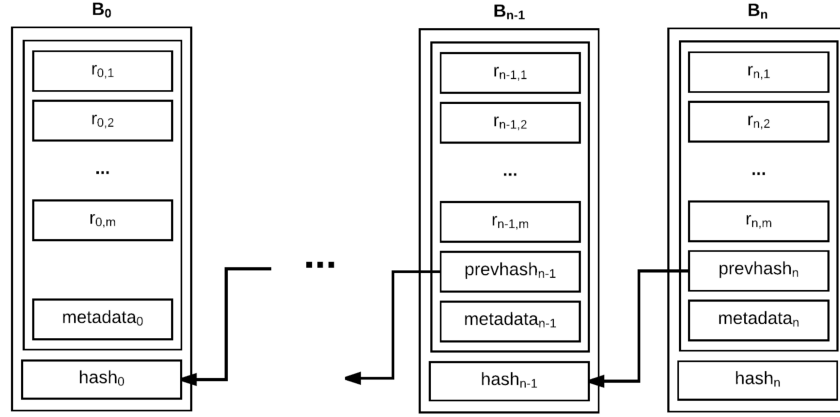 B₀
r₀,₁
r₀,₂
...
r₀,ₘ
metadata₀
hash₀
...
Bₙ₋₁
rₙ₋₁,₁
rₙ₋₁,₂
...
rₙ₋₁,ₘ
prevhashₙ₋₁
metadataₙ₋₁
hashₙ₋₁
Bₙ
rₙ,₁
rₙ,₂
...
rₙ,ₘ
prevhashₙ
metadataₙ
hashₙ